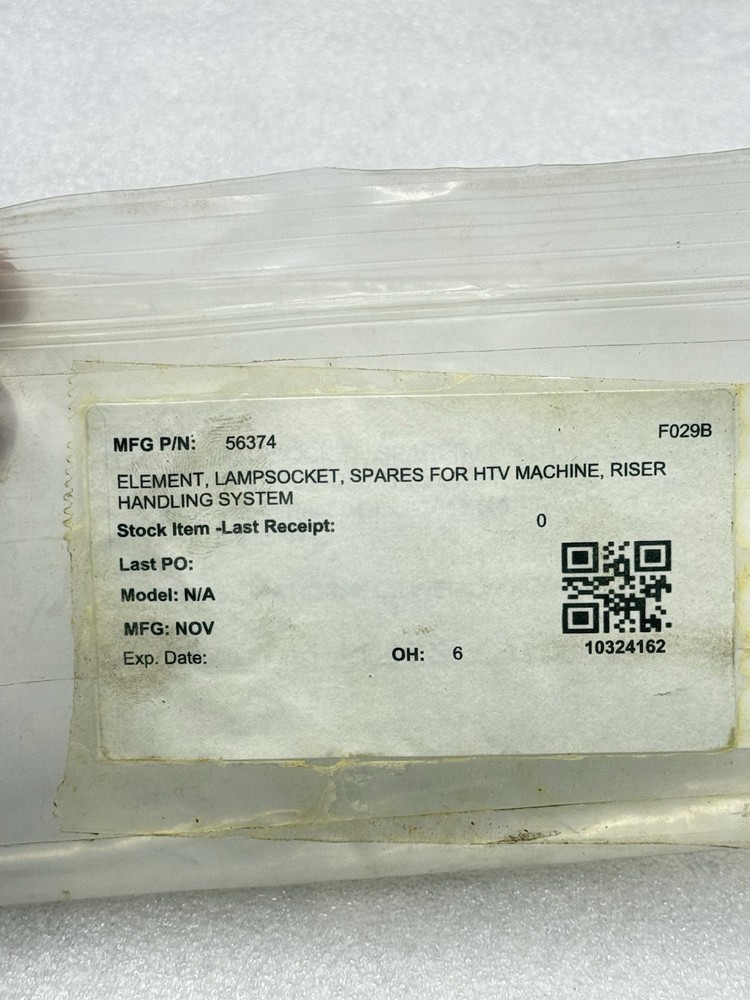 MFG P/N: 56374 F029B
ELEMENT, LAMPSOCKET, SPARES FOR HTV MACHINE, RISER
HANDLING SYSTEM
Stock Item -Last Receipt: 0
Last PO:
Model: N/A
MFG: NOV
Exp. Date: OH: 6
10324162